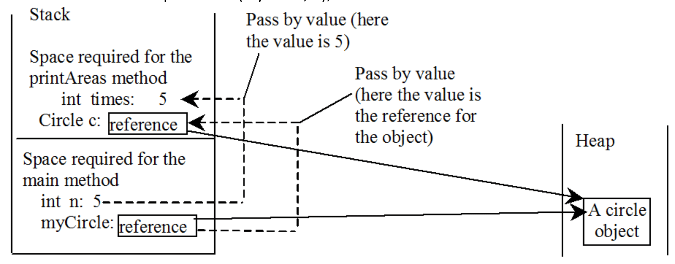 Stack
Space required for the
printAreas method
int times: 5
Circle c: reference
Space required for the
main method
int n: 5
myCircle: reference
Pass by value (here
the value is 5)
Pass by value
(here the value is
the reference for
the object)
Heap
A circle
object